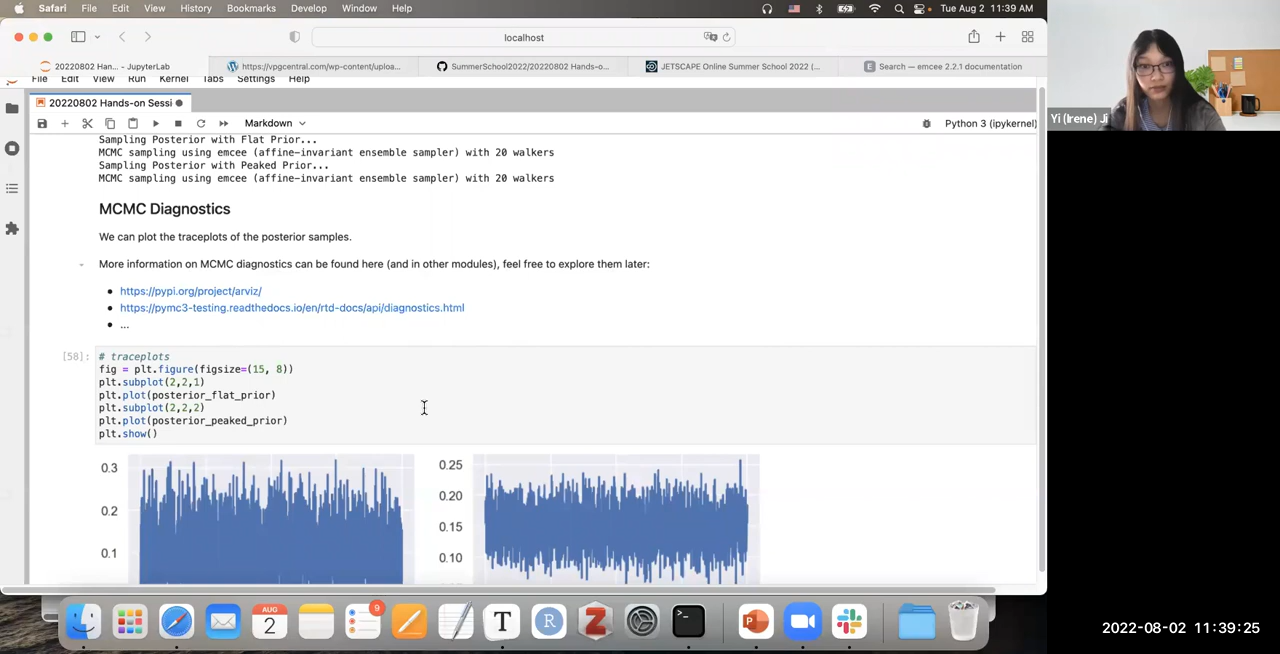 Safari File Edit View History Bookmarks Develop Window Help
Tue Aug 2 11:39 AM
localhost
20220802 Han... - JupyterLab
https://vpgcentral.com/wp-content/uploa...
SummerSchool2022/20220802 Hands-o...
JETSCAPE Online Summer School 2022 (...
Search — emcee 2.2.1 documentation
File Edit View Run Kernel Tabs Settings Help
20220802 Hands-on Sessi
Markdown
Python 3 (ipykernel)
Sampling Posterior with Flat Prior...
MCMC sampling using emcee (affine-invariant ensemble sampler) with 20 walkers
Sampling Posterior with Peaked Prior...
MCMC sampling using emcee (affine-invariant ensemble sampler) with 20 walkers
MCMC Diagnostics
We can plot the traceplots of the posterior samples.
More information on MCMC diagnostics can be found here (and in other modules), feel free to explore them later:
https://pypi.org/project/arviz/
https://pymc3-testing.readthedocs.io/en/rtd-docs/api/diagnostics.html
...
[58]:
# traceplots
fig = plt.figure(figsize=(15, 8))
plt.subplot(2,2,1)
plt.plot(posterior_flat_prior)
plt.subplot(2,2,2)
plt.plot(posterior_peaked_prior)
plt.show()
0.3
0.2
0.1
0.25
0.20
0.15
0.10
AUG
2
9
Yi (Irene) Ji
2022-08-02 11:39:25